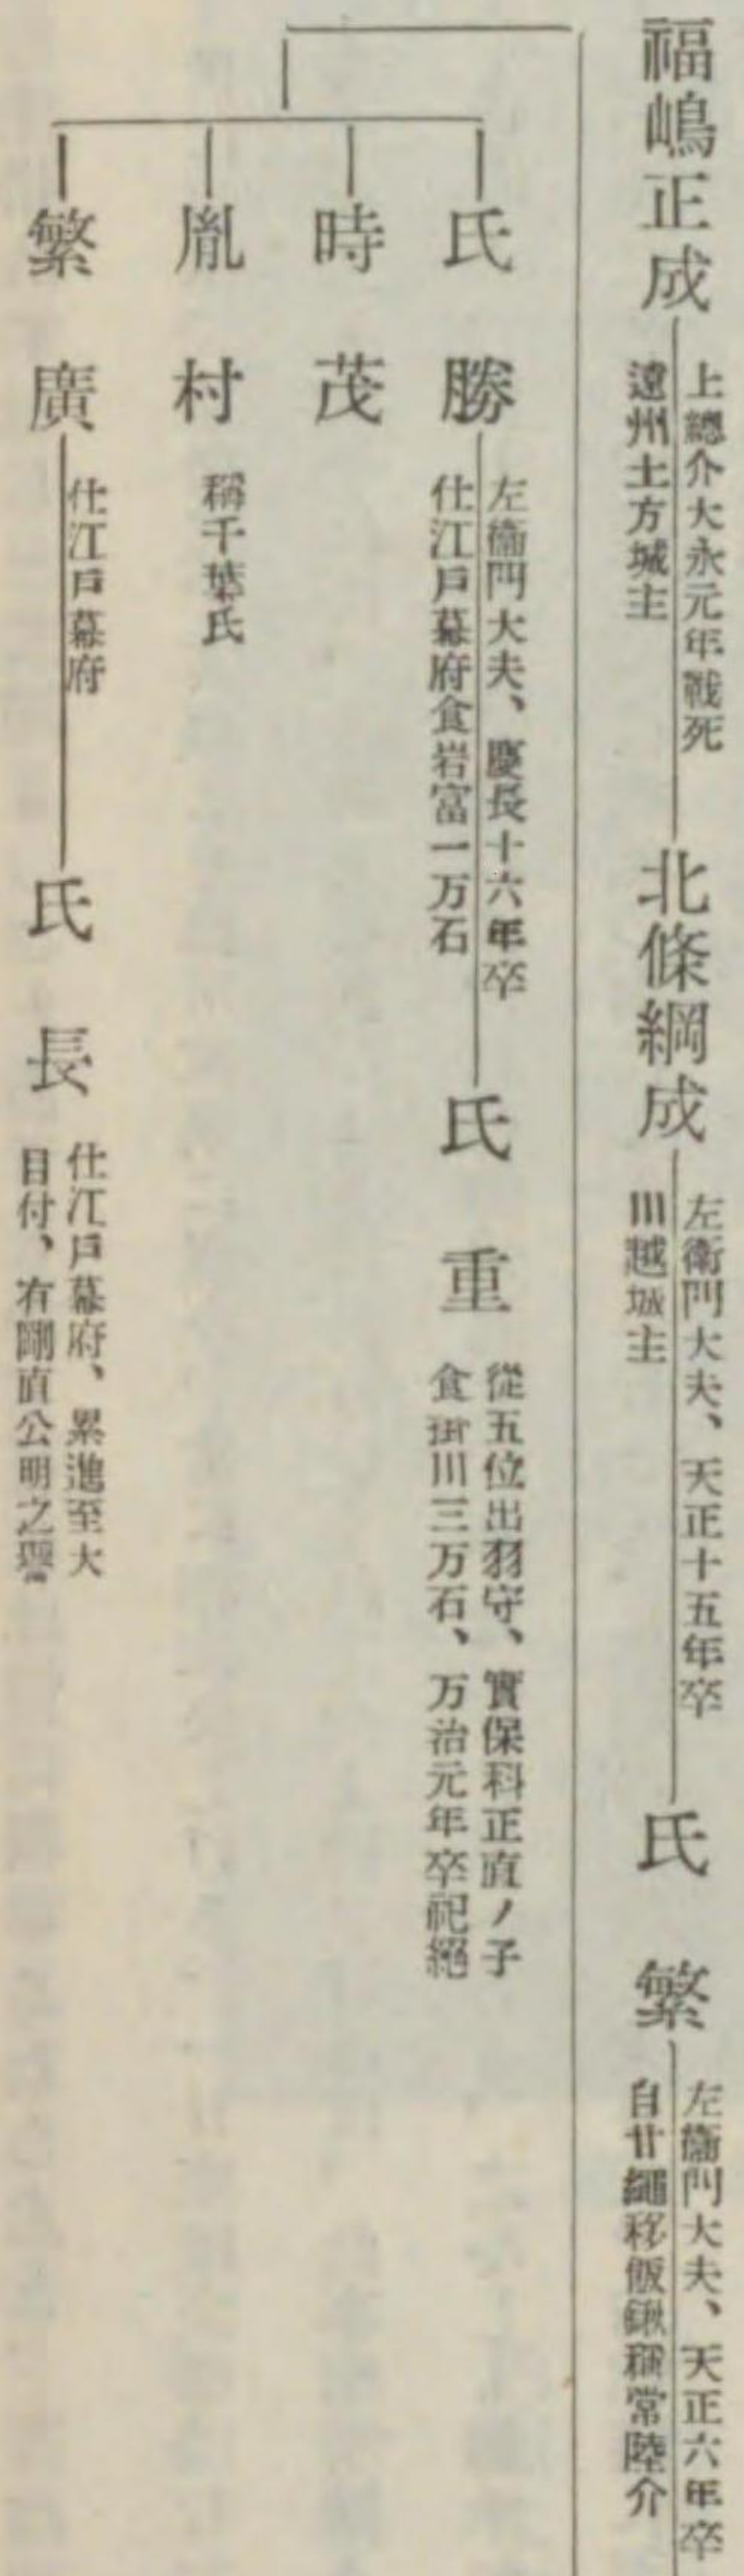 福嶋正成
上總介大永元年戰死
遠州土方城主
北條綱成
左衞門大夫、天正十五年卒
川越城主
氏繁
左衞門大夫、天正六年卒
自甘繩移飯鍬稱常陸介
氏勝
左衞門大夫、慶長十六年卒
仕江戸幕府食岩富一万石
氏重
從五位出羽守、實保科正直ノ子
食掛川三万石、万治元年卒祀絕
時茂
胤村
稱千葉氏
繁廣
仕江戸幕府
氏長
仕江戸幕府、累進至大
目付、有剛直公明之譽